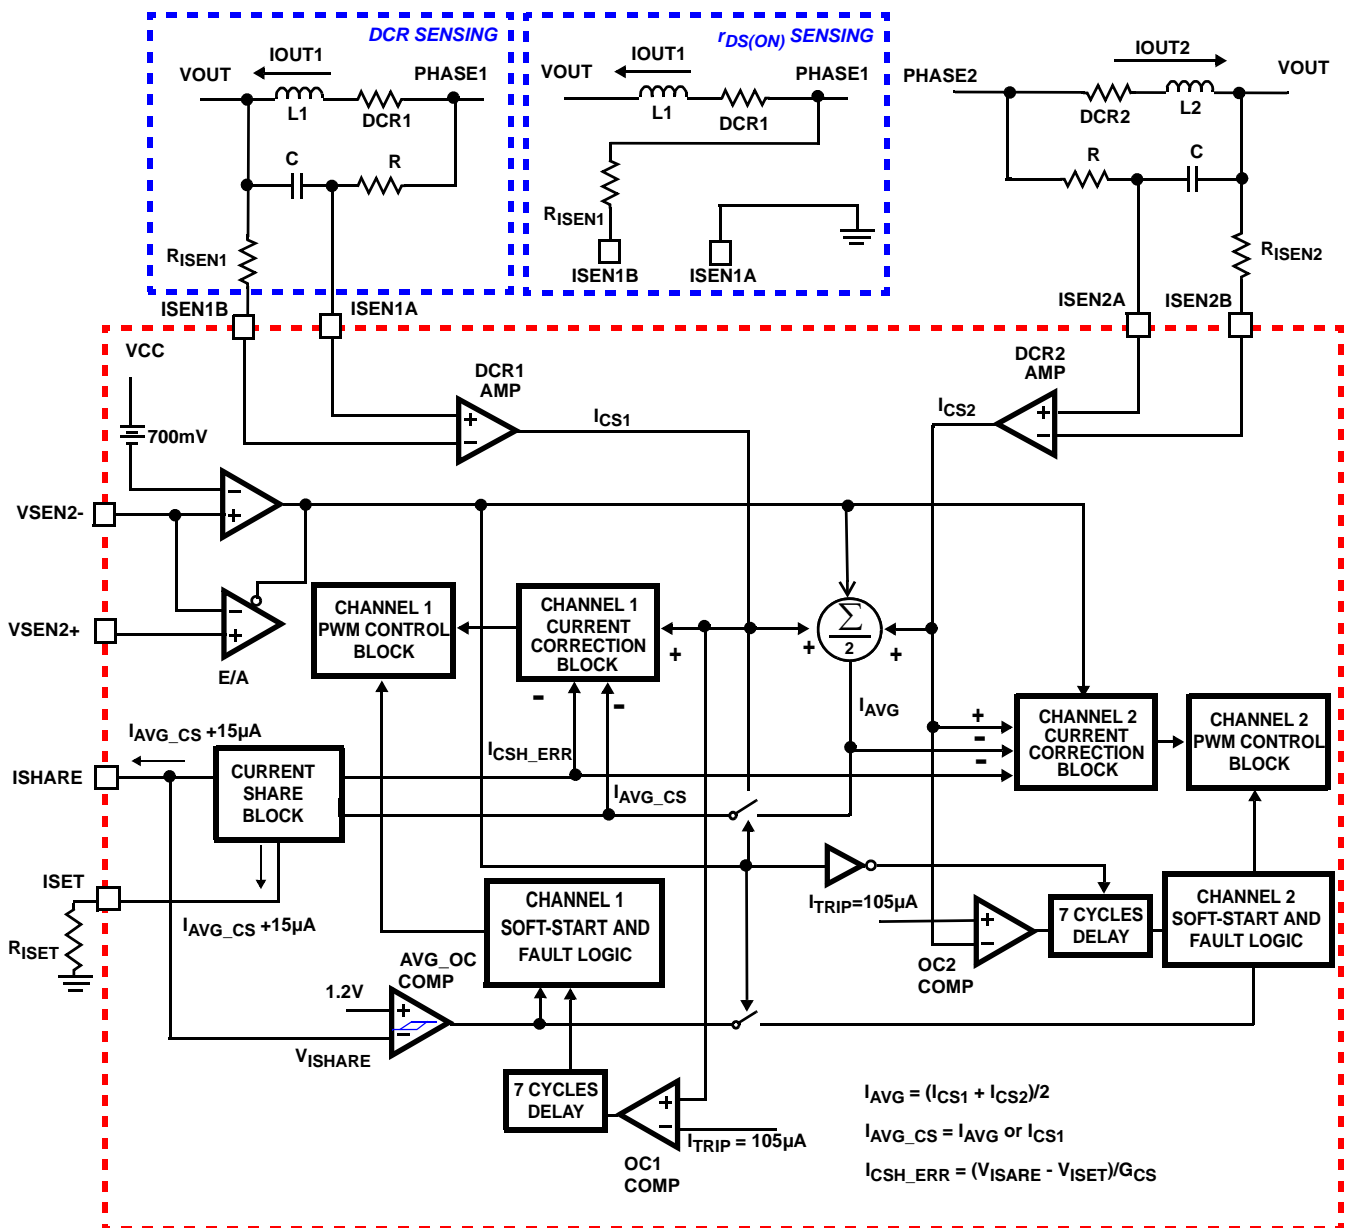 DCR SENSING
IOUT1
VOUT
PHASE1
L1
DCR1
C
R
RISEN1
ISEN1B
ISEN1A
rDS(ON) SENSING
IOUT1
VOUT
PHASE1
L1
DCR1
RISEN1
ISEN1B
ISEN1A
IOUT2
PHASE2
VOUT
DCR2
L2
R
C
RISEN2
ISEN2A
ISEN2B
VCC
700mV
DCR1
AMP
+
−
ICS1
DCR2
AMP
+
−
ICS2
VSEN2-
−
+
VSEN2+
−
+
E/A
CHANNEL 1
PWM CONTROL
BLOCK
CHANNEL 1
CURRENT
CORRECTION
BLOCK
+
-
-
Σ
2
+
+
IAVG
ICSH_ERR
IAVG_CS
CHANNEL 2
CURRENT
CORRECTION
BLOCK
+
-
-
CHANNEL 2
PWM CONTROL
BLOCK
IAVG_CS +15µA
ISHARE
CURRENT
SHARE
BLOCK
ISET
IAVG_CS +15µA
RISET
CHANNEL 1
SOFT-START AND
FAULT LOGIC
AVG_OC
COMP
1.2V
+
−
VISHARE
ITRIP=105µA
+
−
OC2
COMP
7 CYCLES
DELAY
CHANNEL 2
SOFT-START AND
FAULT LOGIC
7 CYCLES
DELAY
+
−
ITRIP = 105µA
OC1
COMP
IAVG = (ICS1 + ICS2)/2
IAVG_CS = IAVG or ICS1
ICSH_ERR = (VISARE - VISET)/GCS